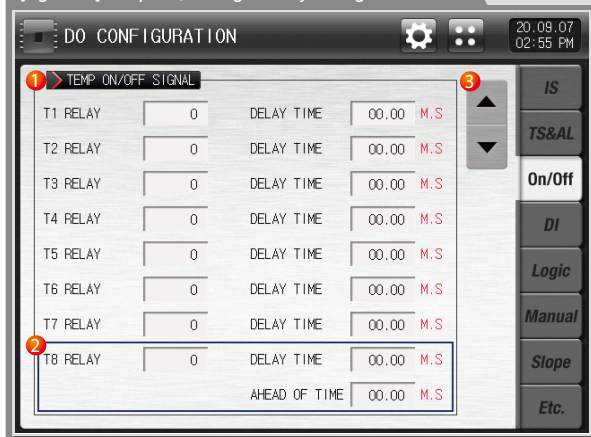 DO CONFIGURATION
20.09.07
02:55 PM
1 TEMP ON/OFF SIGNAL 3
T1 RELAY 0 DELAY TIME 00.00 M.S
T2 RELAY 0 DELAY TIME 00.00 M.S
T3 RELAY 0 DELAY TIME 00.00 M.S
T4 RELAY 0 DELAY TIME 00.00 M.S
T5 RELAY 0 DELAY TIME 00.00 M.S
T6 RELAY 0 DELAY TIME 00.00 M.S
T7 RELAY 0 DELAY TIME 00.00 M.S
2
T8 RELAY 0 DELAY TIME 00.00 M.S
AHEAD OF TIME 00.00 M.S
IS
TS&AL
On/Off
DI
Logic
Manual
Slope
Etc.